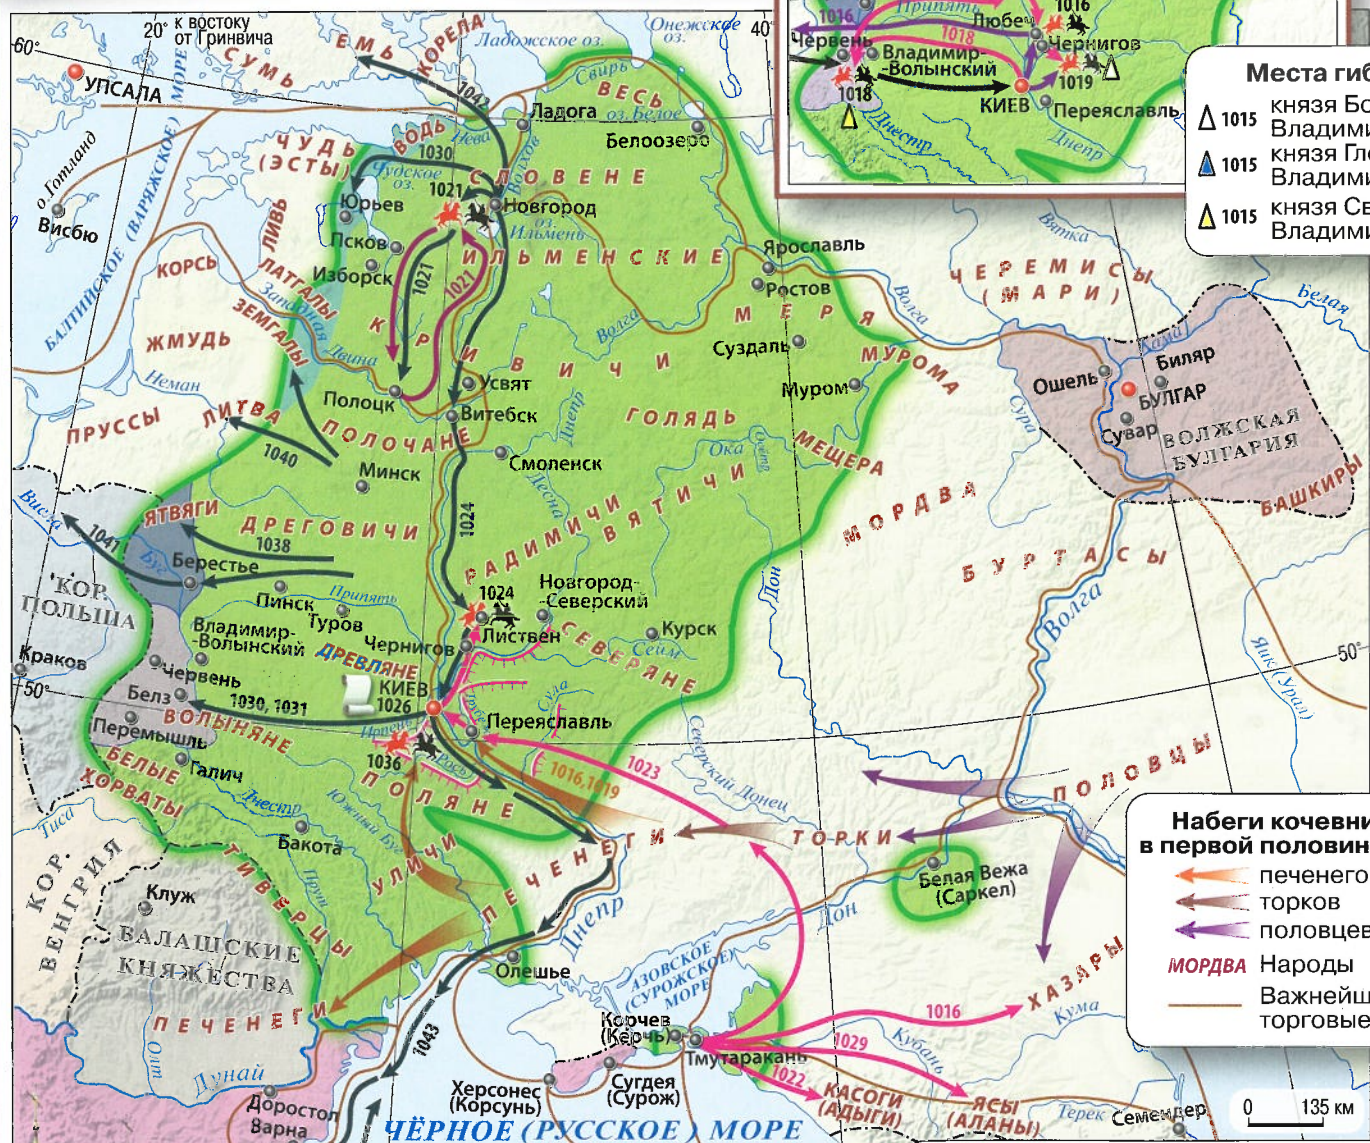 60°
20°
к востоку
от Гринвича
СУМЬ
ЕМЬ
КОРЕЛА
Ладожское оз.
Онежское
оз.
40°
УПСАЛА
БАЛТИЙСКОЕ (ВАРЯЖСКОЕ) МОРЕ
о.Готланд
Висбю
1042
Свирь
ВЕСЬ
оз.Белое
Белоозеро
Ладога
Нева
ВОДЬ
ЧУДЬ
(ЭСТЫ)
1030
Чудское
оз.
Волхов
СЛОВЕНЕ
1021
Юрьев
Новгород
оз.
Ильмень
ИЛЬМЕНСКИЕ
Псков
Изборск
ЛИВЬ
КОРСЬ
ЛАТГАЛЫ
ЗЕМГАЛЫ
Западная
Двина
1021
1021
КРИВИЧИ
Ярославль
Ростов
Волга
МЕРЯ
Суздаль
Муром
МУРОМА
Волга
Вятка
ЧЕРЕМИСЫ
(МАРИ)
Белая
Кама
Ошель
Биляр
БУЛГАР
Сувар
ВОЛЖСКАЯ
БУЛГАРИЯ
БАШКИРЫ
Сура
ЖМУДЬ
Неман
ПРУССЫ
ЛИТВА
1040
Полоцк
ПОЛОЧАНЕ
Усвят
Витебск
Днепр
Смоленск
ГОЛЯДЬ
Ока
Осётр
МЕЩЕРА
МОРДВА
БУРТАСЫ
Минск
Десна
1024
РАДИМИЧИ
ВЯТИЧИ
Висла
ЯТВЯГИ
ДРЕГОВИЧИ
1038
1041
Буг
Берестье
Пинск
Припять
Туров
КОР.
ПОЛЬША
Краков
50°
Владимир-
-Волынский
ДРЕВЛЯНЕ
Чернигов
1024
Новгород-
-Северский
Листвен
СЕВЕРЯНЕ
Курск
Сейм
Дон
Волга
Яик (Урал)
50°
Червень
Белз
1030, 1031
КИЕВ
1026
ВОЛЫНЯНЕ
Перемышль
Ирпень
Трубеж
Сула
Переяславль
1036
Рось
БЕЛЫЕ
ХОРВАТЫ
Галич
Днестр
Южный Буг
ПОЛЯНЕ
1016,1019
1023
Северский Донец
ПОЛОВЦЫ
Тиса
Бакота
КОР.
ВЕНГРИЯ
Клуж
БАЛАШСКИЕ
КНЯЖЕСТВА
ТИВЕРЦЫ
Прут
УЛИЧИ
ПЕЧЕНЕГИ
ТОРКИ
Белая Вежа
(Саркел)
Дон
Днепр
Олешье
АЗОВСКОЕ
(СУРОЖСКОЕ)
МОРЕ
ПЕЧЕНЕГИ
Олт
Дунай
Доростол
Варна
1043
Корчев
(Керчь)
Тмутаракань
Херсонес
(Корсунь)
Сугдея
(Сурож)
ЧЁРНОЕ (РУССКОЕ) МОРЕ
1016
ХАЗАРЫ
1029
Кубань
Кума
1022
КАСОГИ
(АДЫГИ)
ЯСЫ
(АЛАНЫ)
Терек
Семендер
1016
Припять
Любеч
1016
Червень
1018
Владимир-
-Волынский
Чернигов
1019
1018
КИЕВ
Переяславль
Днестр
Днепр
Места гиб
1015 князя Бо
Владими
1015 князя Гле
Владими
1015 князя Св
Владими
Набеги кочевни
в первой половин
печенего
торков
половцев
МОРДВА Народы
Важнейш
торговые
0 135 км